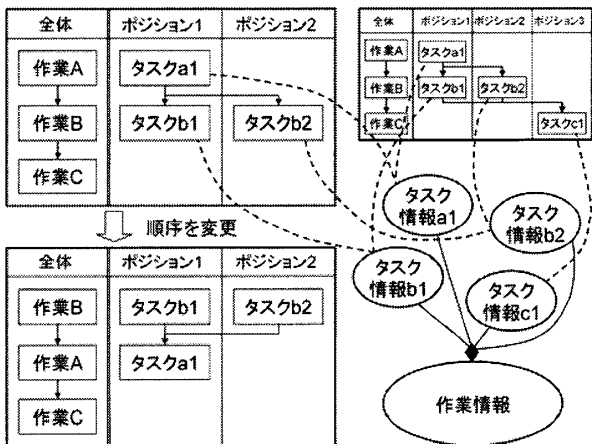 全体 ポジション1 ポジション2
作業A タスクa1
作業B タスクb1 タスクb2
作業C
順序を変更
全体 ポジション1 ポジション2
作業B タスクb1 タスクb2
作業A タスクa1
作業C
全体 ポジション1 ポジション2 ポジション3
作業A タスクa1
作業B タスクb1 タスクb2
作業C タスクc1
タスク
情報a1
タスク
情報b2
タスク
情報b1
タスク
情報c1
作業情報